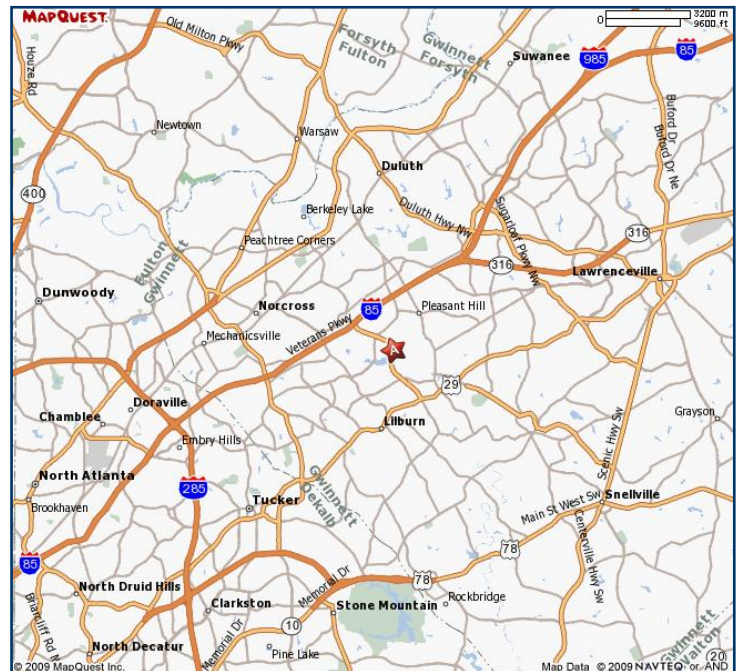 MAPQUEST
3200 m
0
9600 ft
Old Milton Pkwy
Houze Rd
Forsyth
Fulton
Gwinnett
Forsyth
Suwanee
985
85
Newtown
Warsaw
Buford Dr
Buford Dr Ne
Duluth
400
Berkeley Lake
Duluth Hwy Nw
Sugarloaf Pkwy Nw
316
Peachtree Corners
316
Fulton
Gwinnett
Lawrenceville
Dunwoody
Norcross
85
Pleasant Hill
Veterans Pkwy
Mechanicsville
A
29
Doraville
Chamblee
Lilburn
Grayson
Embry Hills
Scenic Hwy Sw
North Atlanta
Gwinnett
Dekalb
285
Brookhaven
Tucker
Main St West Sw
Snellville
78
Centerville Hwy Sw
85
Memorial Dr
78
North Druid Hills
Rockbridge
Clarkston
Stone Mountain
Briarcliff Rd N
10
Memorial Dr
North Decatur
Pine Lake
Gwinnett
Walton
20
© 2009 MapQuest Inc.
Map Data © 2009 NAVTEQ or AND